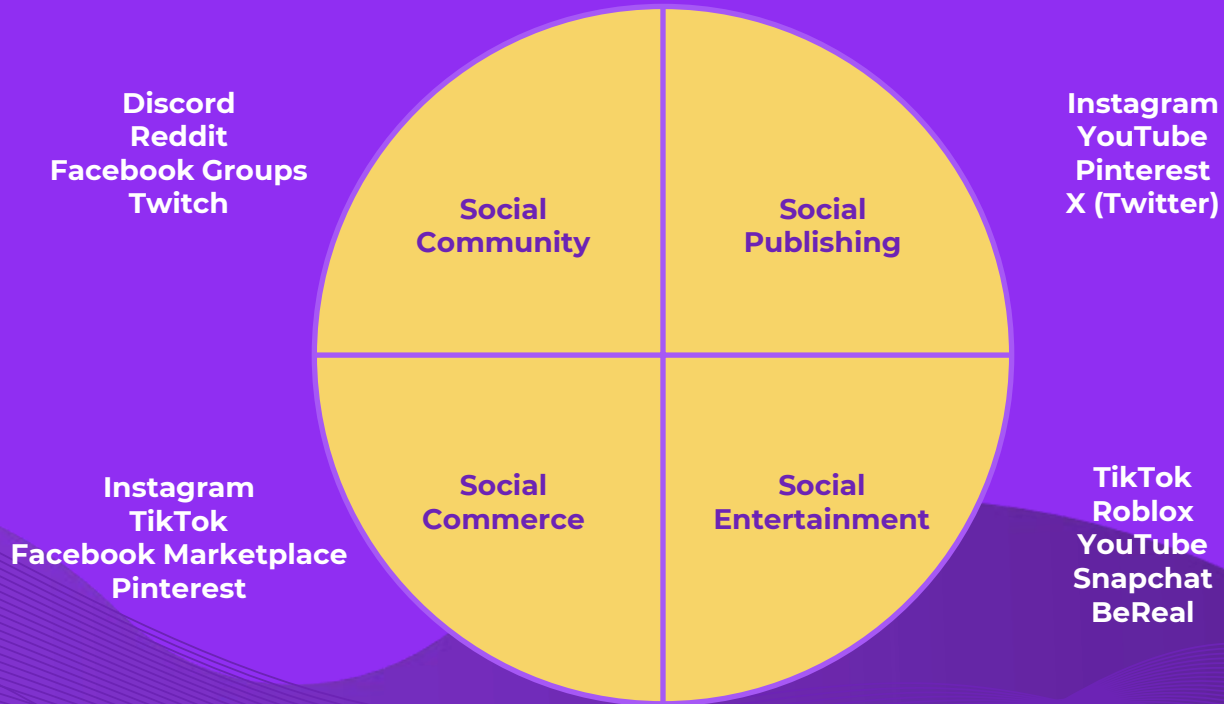 Discord
Reddit
Facebook Groups
Twitch
Social
Community
Social
Publishing
Instagram
YouTube
Pinterest
X (Twitter)
Instagram
TikTok
Facebook Marketplace
Pinterest
Social
Commerce
Social
Entertainment
TikTok
Roblox
YouTube
Snapchat
BeReal